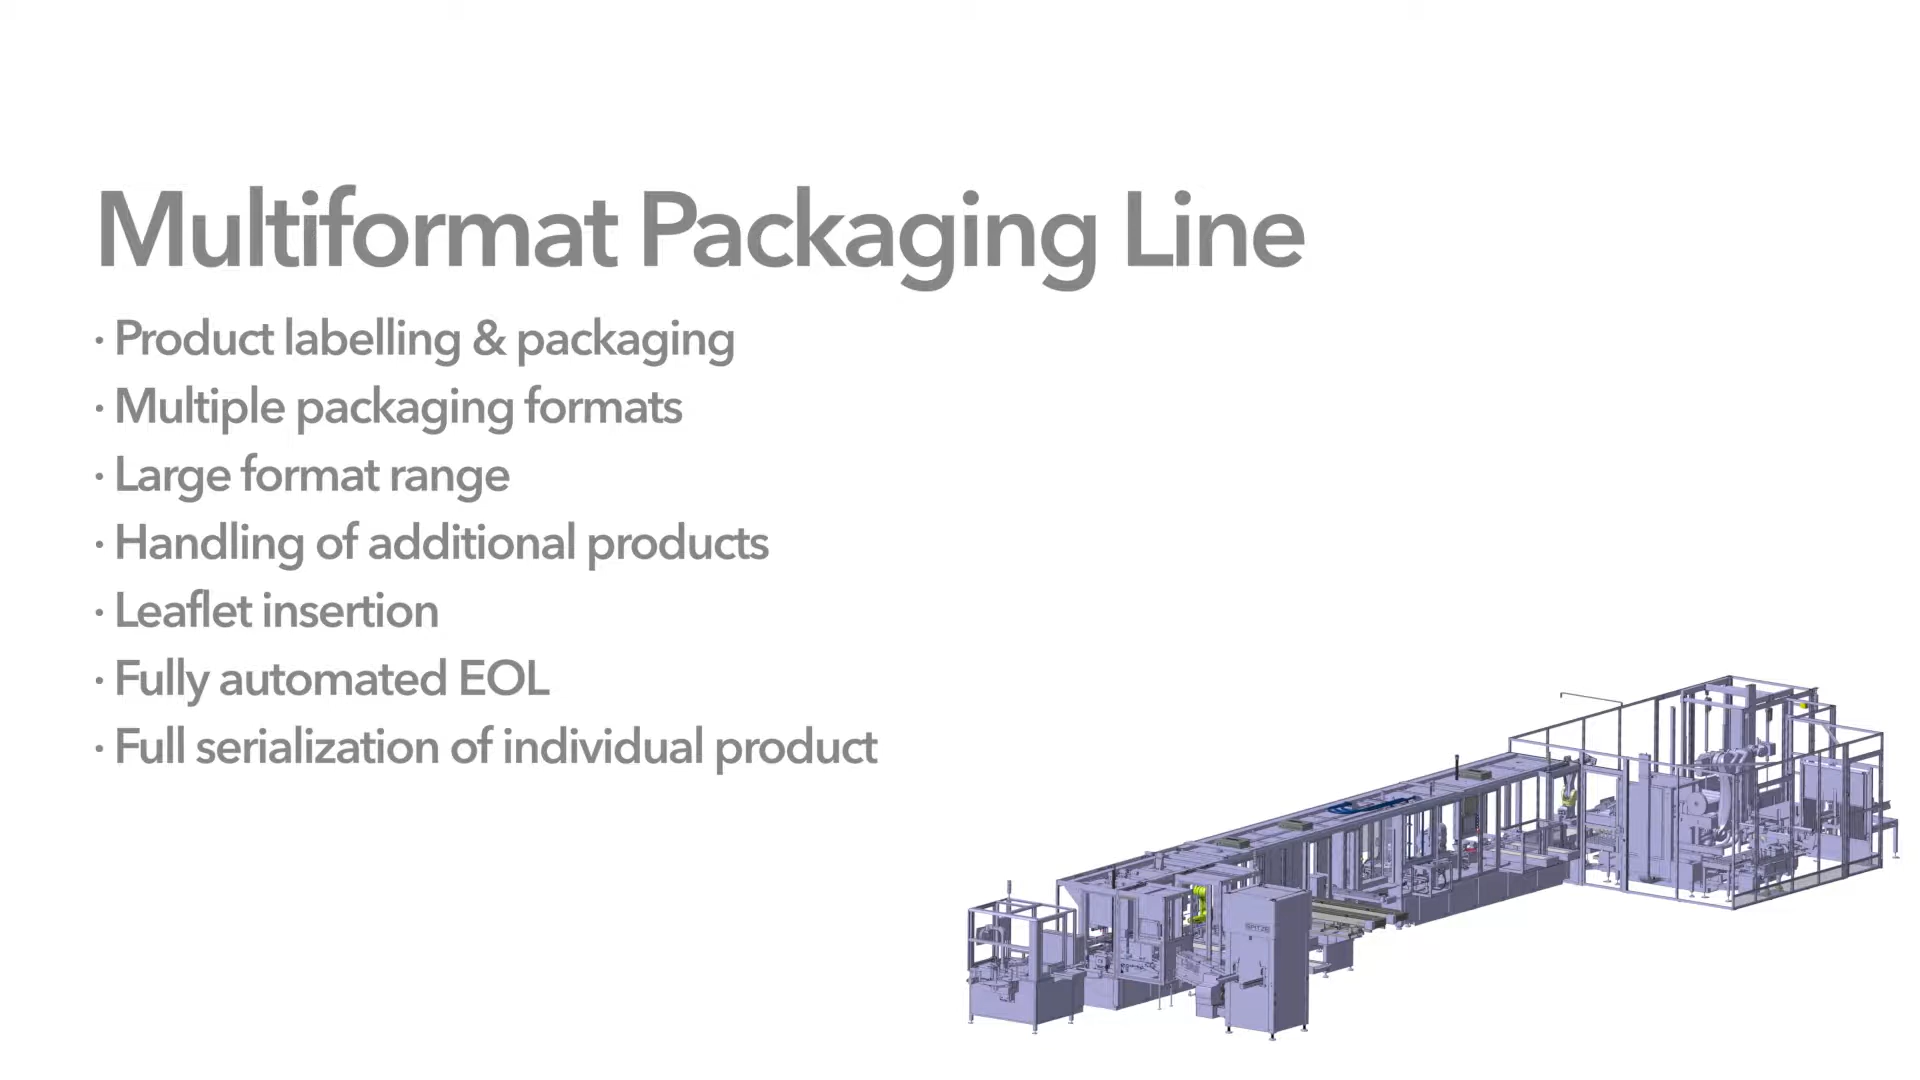 Multiformat Packaging Line
· Product labelling & packaging
· Multiple packaging formats
· Large format range
· Handling of additional products
· Leaflet insertion
· Fully automated EOL
· Full serialization of individual product